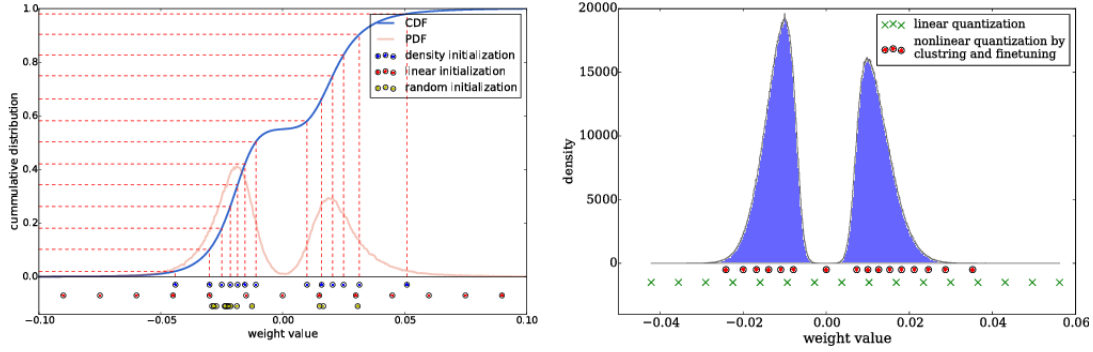 1.0
0.8
0.6
0.4
0.2
0.0
cummulative distribution
CDF
PDF
density initialization
linear initialization
random initialization
−0.10
−0.05
0.00
0.05
0.10
weight value
20000
15000
10000
5000
0
density
linear quantization
nonlinear quantization by
clustring and finetuning
−0.04
−0.02
0.00
0.02
0.04
0.06
weight value